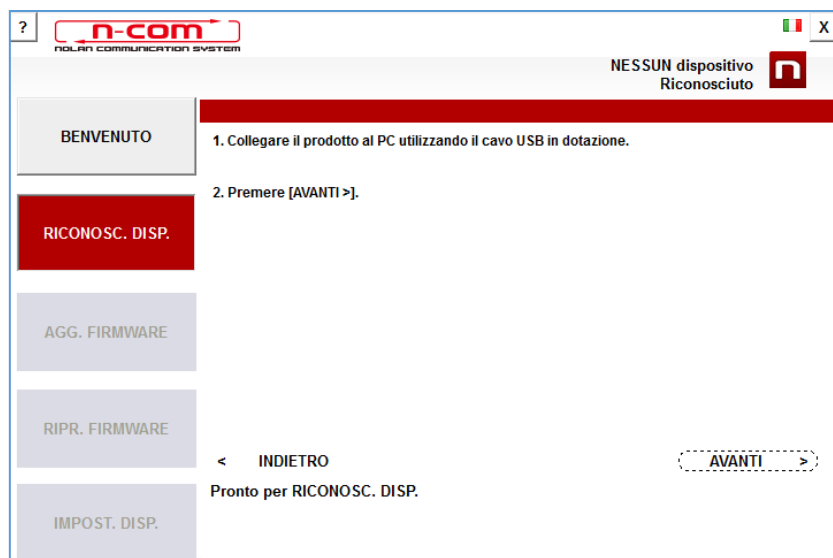 ?
n-com
NOLAN COMMUNICATION SYSTEM
X
NESSUN dispositivo
Riconosciuto
n
BENVENUTO
1. Collegare il prodotto al PC utilizzando il cavo USB in dotazione.
2. Premere [AVANTI >].
RICONOSC. DISP.
AGG. FIRMWARE
RIPR. FIRMWARE
< INDIETRO
AVANTI >
Pronto per RICONOSC. DISP.
IMPOST. DISP.